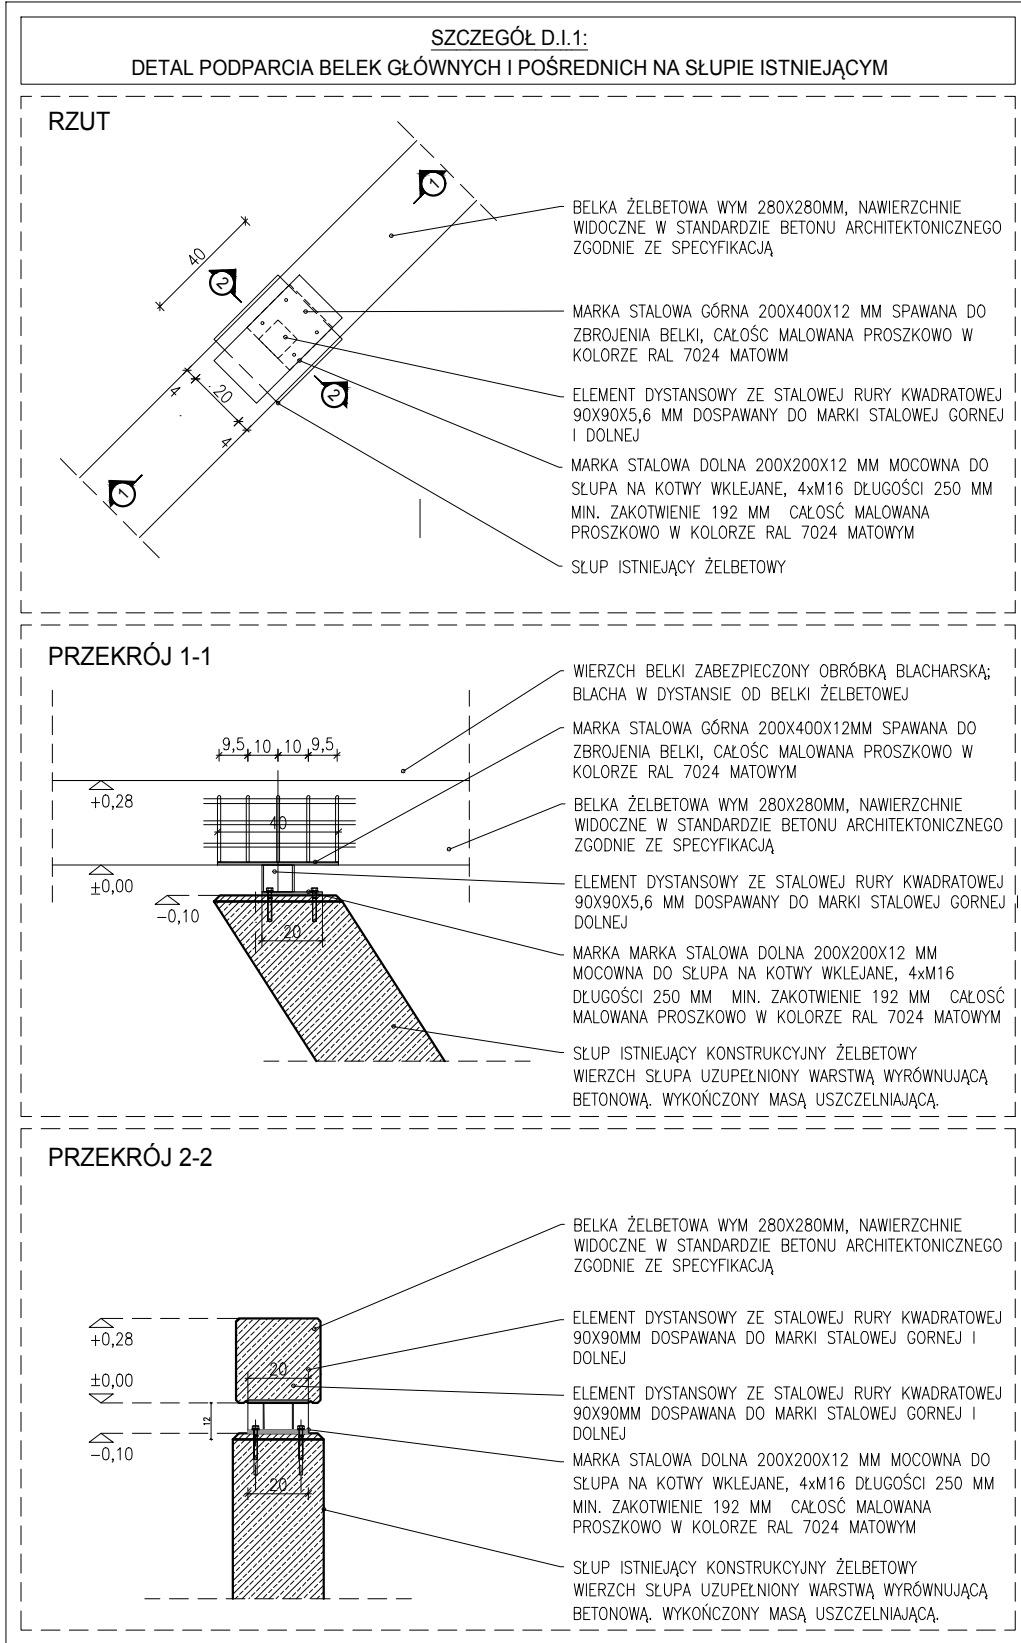 SZCZEGÓŁ D.I.1:
DETAL PODPARCIA BELEK GŁÓWNYCH I POŚREDNICH NA SŁUPIE ISTNIEJĄCYM
RZUT
1
2
40
4
20
4
2
1
BELKA ŻELBETOWA WYM 280X280MM, NAWIERZCHNIE
WIDOCZNE W STANDARDZIE BETONU ARCHITEKTONICZNEGO
ZGODNIE ZE SPECYFIKACJĄ
MARKA STALOWA GÓRNA 200X400X12 MM SPAWANA DO
ZBROJENIA BELKI, CAŁOŚC MALOWANA PROSZKOWO W
KOLORZE RAL 7024 MATOWM
ELEMENT DYSTANSOWY ZE STALOWEJ RURY KWADRATOWEJ
90X90X5,6 MM DOSPAWANY DO MARKI STALOWEJ GORNEJ
I DOLNEJ
MARKA STALOWA DOLNA 200X200X12 MM MOCOWNA DO
SŁUPA NA KOTWY WKLEJANE, 4xM16 DŁUGOŚCI 250 MM
MIN. ZAKOTWIENIE 192 MM CAŁOSĆ MALOWANA
PROSZKOWO W KOLORZE RAL 7024 MATOWYM
SŁUP ISTNIEJĄCY ŻELBETOWY
PRZEKRÓJ 1-1
9,5 10 10 9,5
+0,28
40
±0,00
-0,10
20
WIERZCH BELKI ZABEZPIECZONY OBRÓBKĄ BLACHARSKĄ;
BLACHA W DYSTANSIE OD BELKI ŻELBETOWEJ
MARKA STALOWA GÓRNA 200X400X12MM SPAWANA DO
ZBROJENIA BELKI, CAŁOŚC MALOWANA PROSZKOWO W
KOLORZE RAL 7024 MATOWYM
BELKA ŻELBETOWA WYM 280X280MM, NAWIERZCHNIE
WIDOCZNE W STANDARDZIE BETONU ARCHITEKTONICZNEGO
ZGODNIE ZE SPECYFIKACJĄ
ELEMENT DYSTANSOWY ZE STALOWEJ RURY KWADRATOWEJ
90X90X5,6 MM DOSPAWANY DO MARKI STALOWEJ GORNEJ I
DOLNEJ
MARKA MARKA STALOWA DOLNA 200X200X12 MM
MOCOWNA DO SŁUPA NA KOTWY WKLEJANE, 4xM16
DŁUGOŚCI 250 MM MIN. ZAKOTWIENIE 192 MM CAŁOSĆ
MALOWANA PROSZKOWO W KOLORZE RAL 7024 MATOWYM
SŁUP ISTNIEJĄCY KONSTRUKCYJNY ŻELBETOWY
WIERZCH SŁUPA UZUPEŁNIONY WARSTWĄ WYRÓWNUJĄCĄ
BETONOWĄ. WYKOŃCZONY MASĄ USZCZELNIAJĄCĄ.
PRZEKRÓJ 2-2
+0,28
±0,00
20
12
-0,10
20
BELKA ŻELBETOWA WYM 280X280MM, NAWIERZCHNIE
WIDOCZNE W STANDARDZIE BETONU ARCHITEKTONICZNEGO
ZGODNIE ZE SPECYFIKACJĄ
ELEMENT DYSTANSOWY ZE STALOWEJ RURY KWADRATOWEJ
90X90MM DOSPAWANA DO MARKI STALOWEJ GORNEJ I
DOLNEJ
ELEMENT DYSTANSOWY ZE STALOWEJ RURY KWADRATOWEJ
90X90MM DOSPAWANA DO MARKI STALOWEJ GORNEJ I
DOLNEJ
MARKA STALOWA DOLNA 200X200X12 MM MOCOWNA DO
SŁUPA NA KOTWY WKLEJANE, 4xM16 DŁUGOŚCI 250 MM
MIN. ZAKOTWIENIE 192 MM CAŁOSĆ MALOWANA
PROSZKOWO W KOLORZE RAL 7024 MATOWYM
SŁUP ISTNIEJĄCY KONSTRUKCYJNY ŻELBETOWY
WIERZCH SŁUPA UZUPEŁNIONY WARSTWĄ WYRÓWNUJĄCĄ
BETONOWĄ. WYKOŃCZONY MASĄ USZCZELNIAJĄCĄ.